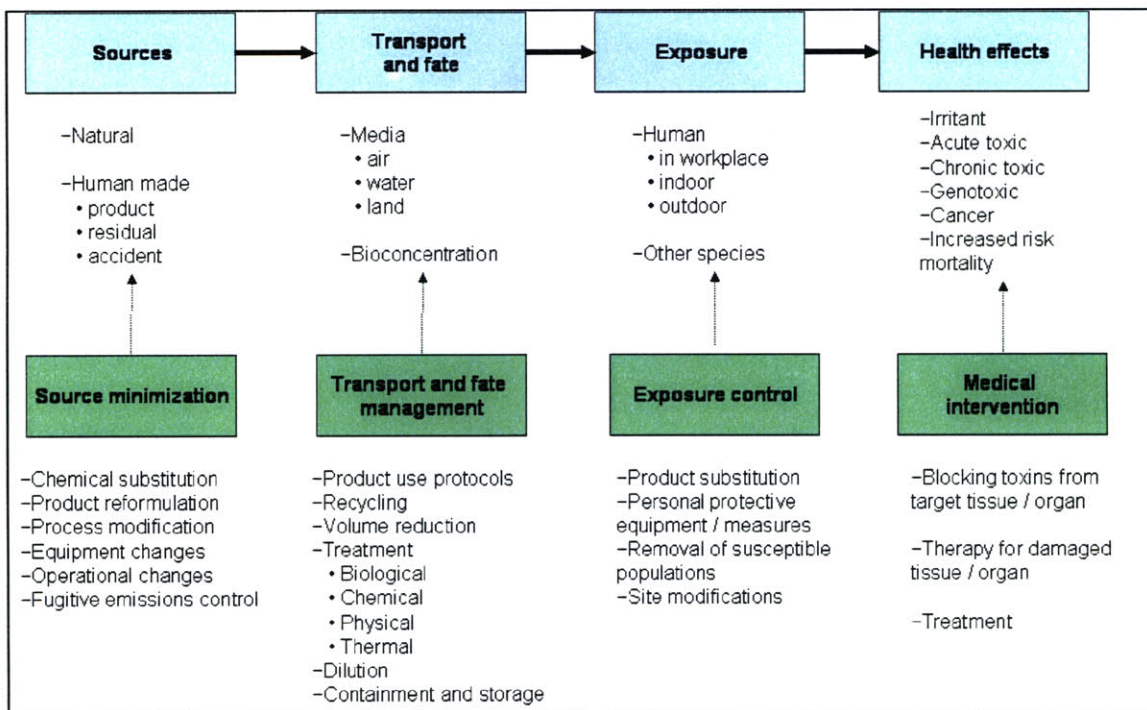 Sources
Transport
and fate
Exposure
Health effects
–Natural
–Human made
• product
• residual
• accident
–Media
• air
• water
• land
–Bioconcentration
–Human
• in workplace
• indoor
• outdoor
–Other species
–Irritant
–Acute toxic
–Chronic toxic
–Genotoxic
–Cancer
–Increased risk
mortality
Source minimization
Transport and fate
management
Exposure control
Medical
intervention
–Chemical substitution
–Product reformulation
–Process modification
–Equipment changes
–Operational changes
–Fugitive emissions control
–Product use protocols
–Recycling
–Volume reduction
–Treatment
• Biological
• Chemical
• Physical
• Thermal
–Dilution
–Containment and storage
–Product substitution
–Personal protective
equipment / measures
–Removal of susceptible
populations
–Site modifications
–Blocking toxins from
target tissue / organ
–Therapy for damaged
tissue / organ
–Treatment